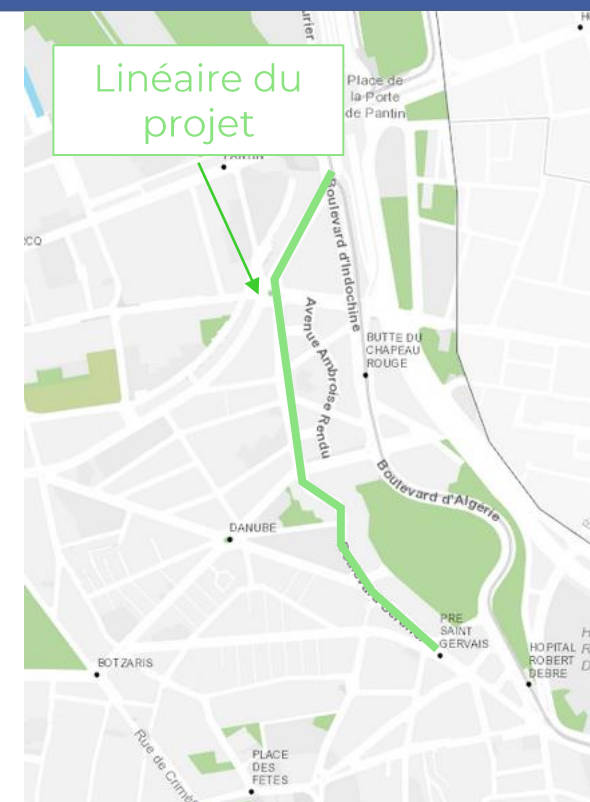 Linéaire du
projet
Place de
la Porte
de Pantin
Boulevard d'Indochine
Avenue Ambroise Rendu
BUTTE DU
CHAPEAU
ROUGE
Boulevard d'Algérie
DANUBE
PRE
SAINT
GERVAIS
HOPITAL
ROBERT
DEBRE
BOTZARIS
PLACE
DES
FETES